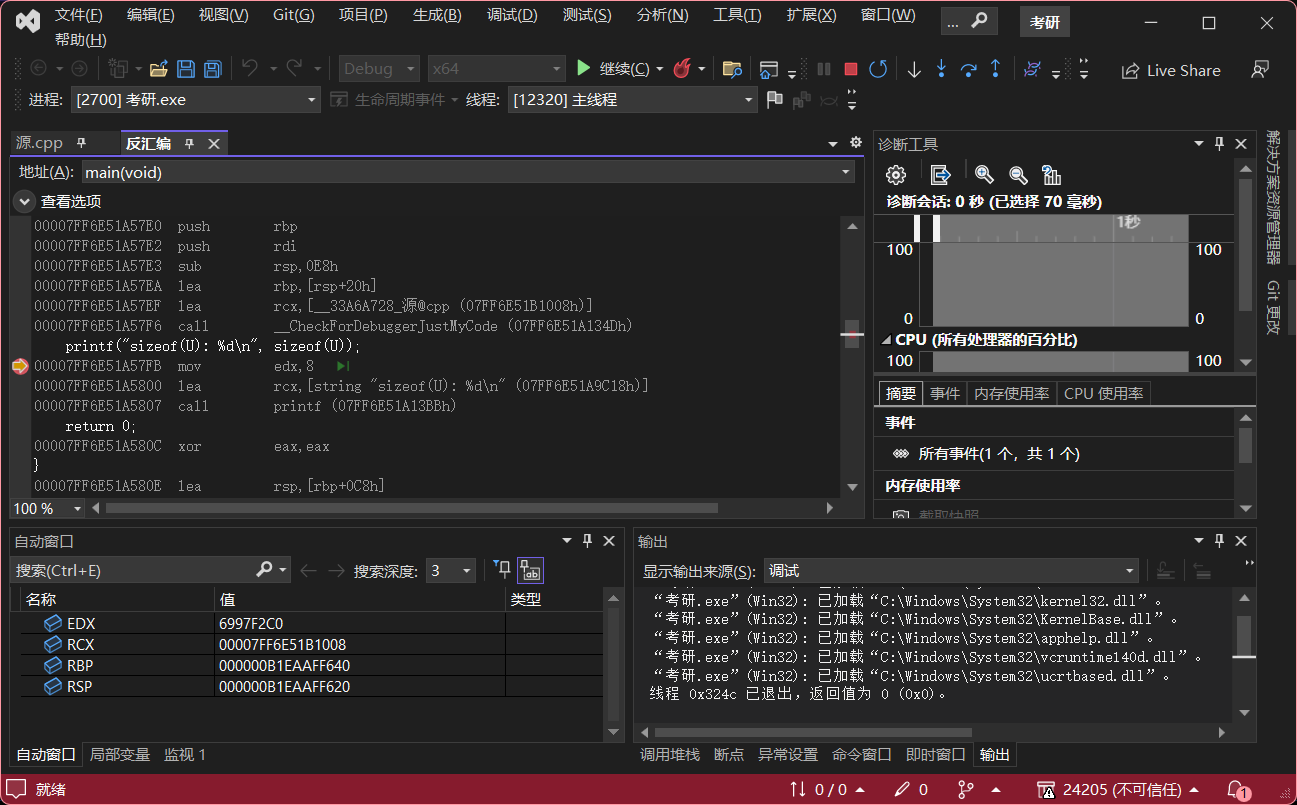 文件(F) 编辑(E) 视图(V) Git(G) 项目(P) 生成(B) 调试(D) 测试(S) 分析(N) 工具(T) 扩展(X) 窗口(W) ... 考研
帮助(H)
Debug x64 继续(C) Live Share
进程: [2700] 考研.exe 生命周期事件 线程: [12320] 主线程
源.cpp 反汇编
地址(A): main(void)
查看选项
00007FF6E51A57E0 push rbp
00007FF6E51A57E2 push rdi
00007FF6E51A57E3 sub rsp,0E8h
00007FF6E51A57EA lea rbp,[rsp+20h]
00007FF6E51A57EF lea rcx,[__33A6A728_源@cpp (07FF6E51B1008h)]
00007FF6E51A57F6 call __CheckForDebuggerJustMyCode (07FF6E51A134Dh)
printf("sizeof(U): %d\n", sizeof(U));
00007FF6E51A57FB mov edx,8
00007FF6E51A5800 lea rcx,[string "sizeof(U): %d\n" (07FF6E51A9C18h)]
00007FF6E51A5807 call printf (07FF6E51A13BBh)
return 0;
00007FF6E51A580C xor eax,eax
}
00007FF6E51A580E lea rsp,[rbp+0C8h]
100 %
诊断工具
诊断会话: 0 秒 (已选择 70 毫秒)
1秒
100 100
0 0
CPU (所有处理器的百分比)
100 100
摘要 事件 内存使用率 CPU 使用率
事件
所有事件(1 个，共 1 个)
内存使用率
截取快照
解决方案资源管理器
Git 更改
自动窗口
搜索(Ctrl+E) 搜索深度: 3
名称 值 类型
EDX 6997F2C0
RCX 00007FF6E51B1008
RBP 000000B1EAAFF640
RSP 000000B1EAAFF620
自动窗口 局部变量 监视 1
输出
显示输出来源(S): 调试
“考研.exe”(Win32): 已加载“C:\Windows\System32\kernel32.dll”。
“考研.exe”(Win32): 已加载“C:\Windows\System32\KernelBase.dll”。
“考研.exe”(Win32): 已加载“C:\Windows\System32\apphelp.dll”。
“考研.exe”(Win32): 已加载“C:\Windows\System32\vcruntime140d.dll”。
“考研.exe”(Win32): 已加载“C:\Windows\System32\ucrtbased.dll”。
线程 0x324c 已退出，返回值为 0 (0x0)。
调用堆栈 断点 异常设置 命令窗口 即时窗口 输出
就绪 0 / 0 0 24205 (不可信任) 1